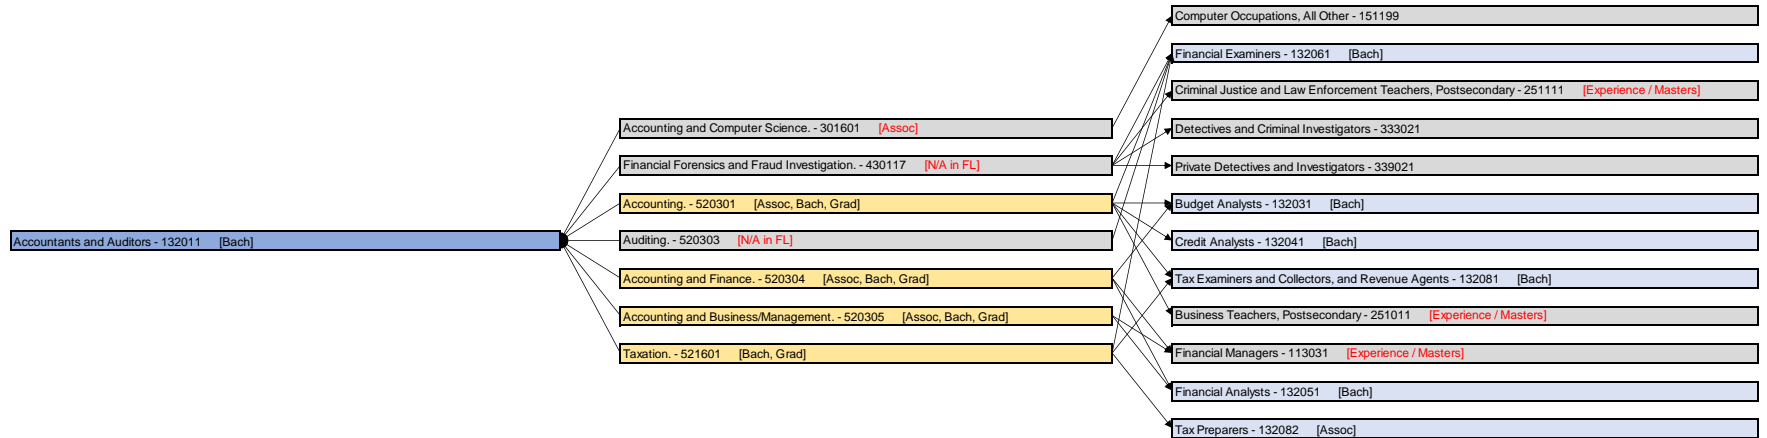 Accountants and Auditors - 132011 [Bach]
Accounting and Computer Science. - 301601 [Assoc]
Financial Forensics and Fraud Investigation. - 430117 [N/A in FL]
Accounting. - 520301 [Assoc, Bach, Grad]
Auditing. - 520303 [N/A in FL]
Accounting and Finance. - 520304 [Assoc, Bach, Grad]
Accounting and Business/Management. - 520305 [Assoc, Bach, Grad]
Taxation. - 521601 [Bach, Grad]
Computer Occupations, All Other - 151199
Financial Examiners - 132061 [Bach]
Criminal Justice and Law Enforcement Teachers, Postsecondary - 251111 [Experience / Masters]
Detectives and Criminal Investigators - 333021
Private Detectives and Investigators - 339021
Budget Analysts - 132031 [Bach]
Credit Analysts - 132041 [Bach]
Tax Examiners and Collectors, and Revenue Agents - 132081 [Bach]
Business Teachers, Postsecondary - 251011 [Experience / Masters]
Financial Managers - 113031 [Experience / Masters]
Financial Analysts - 132051 [Bach]
Tax Preparers - 132082 [Assoc]